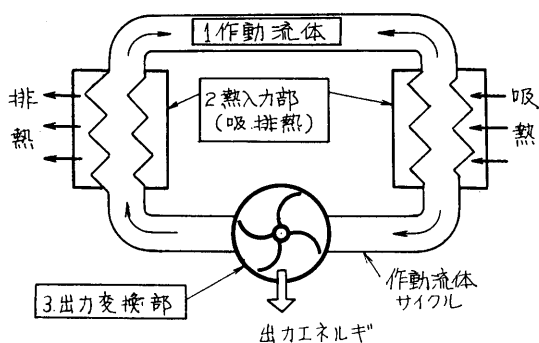 1 作動流体
排
熱
2 熱入力部
(吸.排熱)
吸
熱
3.出力変換部
作動流体
サイクル
出力エネルギ